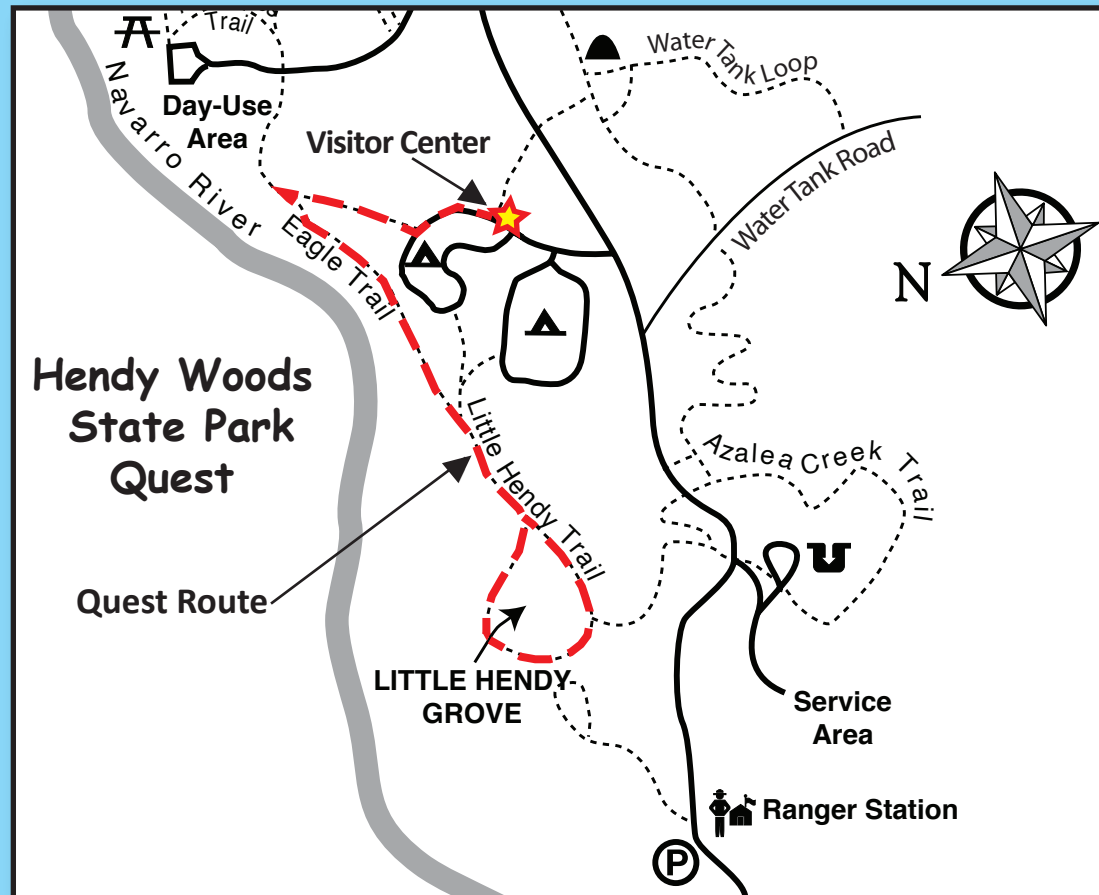 Trail
Day-Use
Area
Navarro River
Visitor Center
Water Tank Loop
Water Tank Road
Eagle Trail
N
Hendy Woods
State Park
Quest
Little Hendy Trail
Azalea Creek Trail
Quest Route
LITTLE HENDY
GROVE
Service
Area
Ranger Station
P